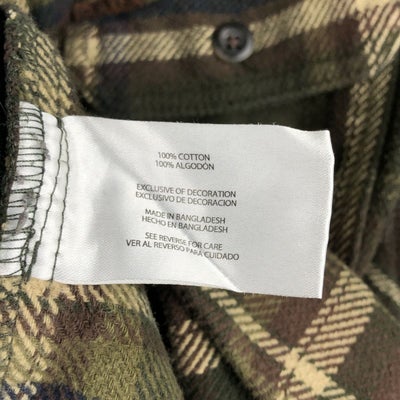 100% COTTON
100% ALGODÓN
EXCLUSIVE OF DECORATION
EXCLUSIVO DE DECORACION
MADE IN BANGLADESH
HECHO EN BANGLADESH
SEE REVERSE FOR CARE
VER AL REVERSO PARA CUIDADO